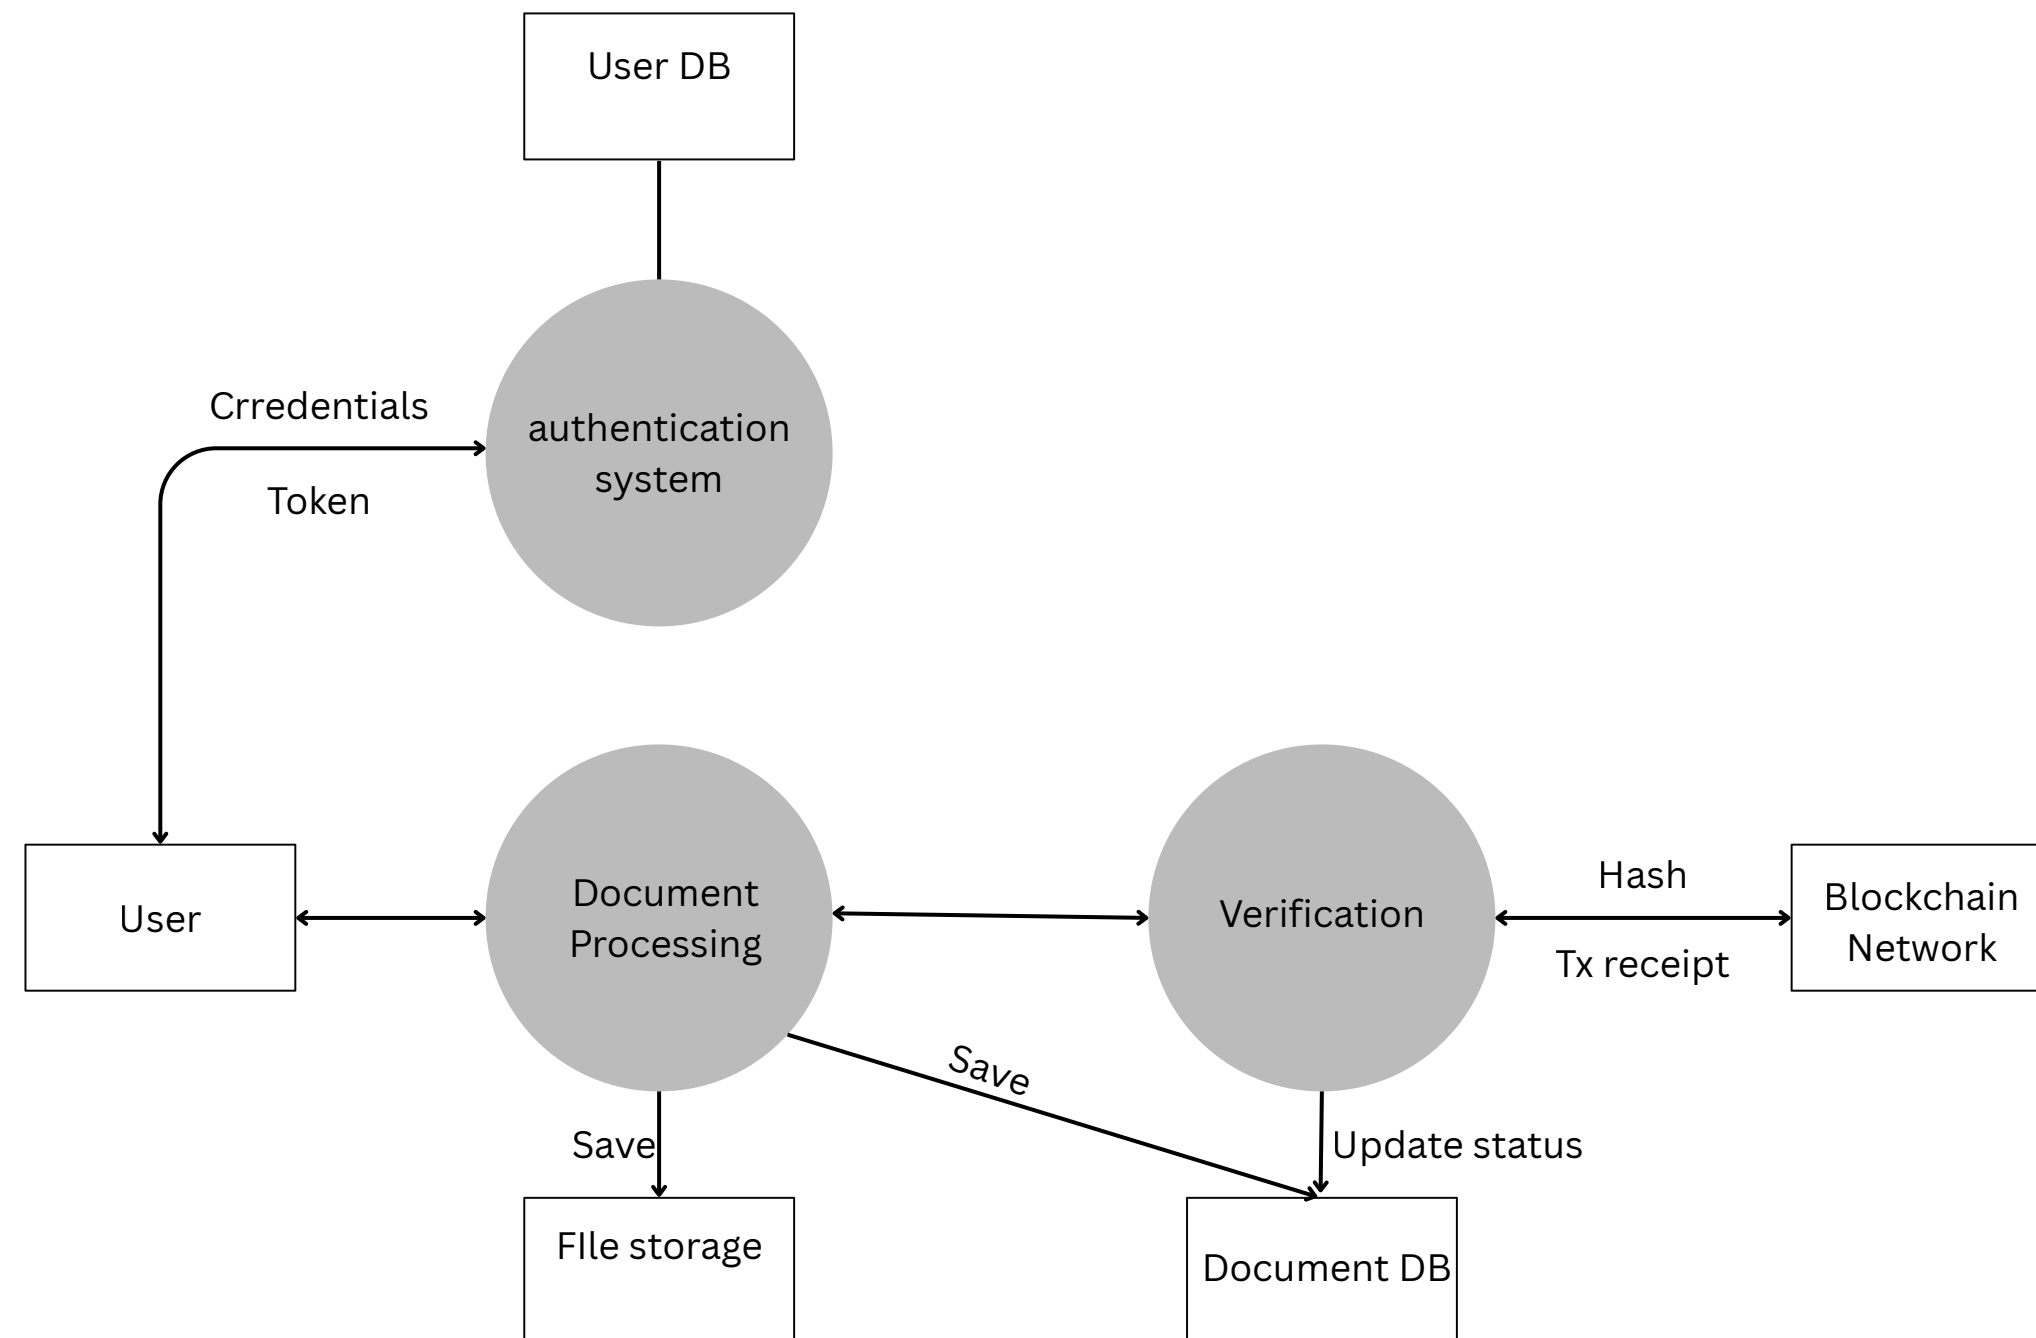 User DB
Crredentials
authentication
system
Token
User
Document
Processing
Verification
Hash
Tx receipt
Blockchain
Network
Save
Save
Update status
FIle storage
Document DB